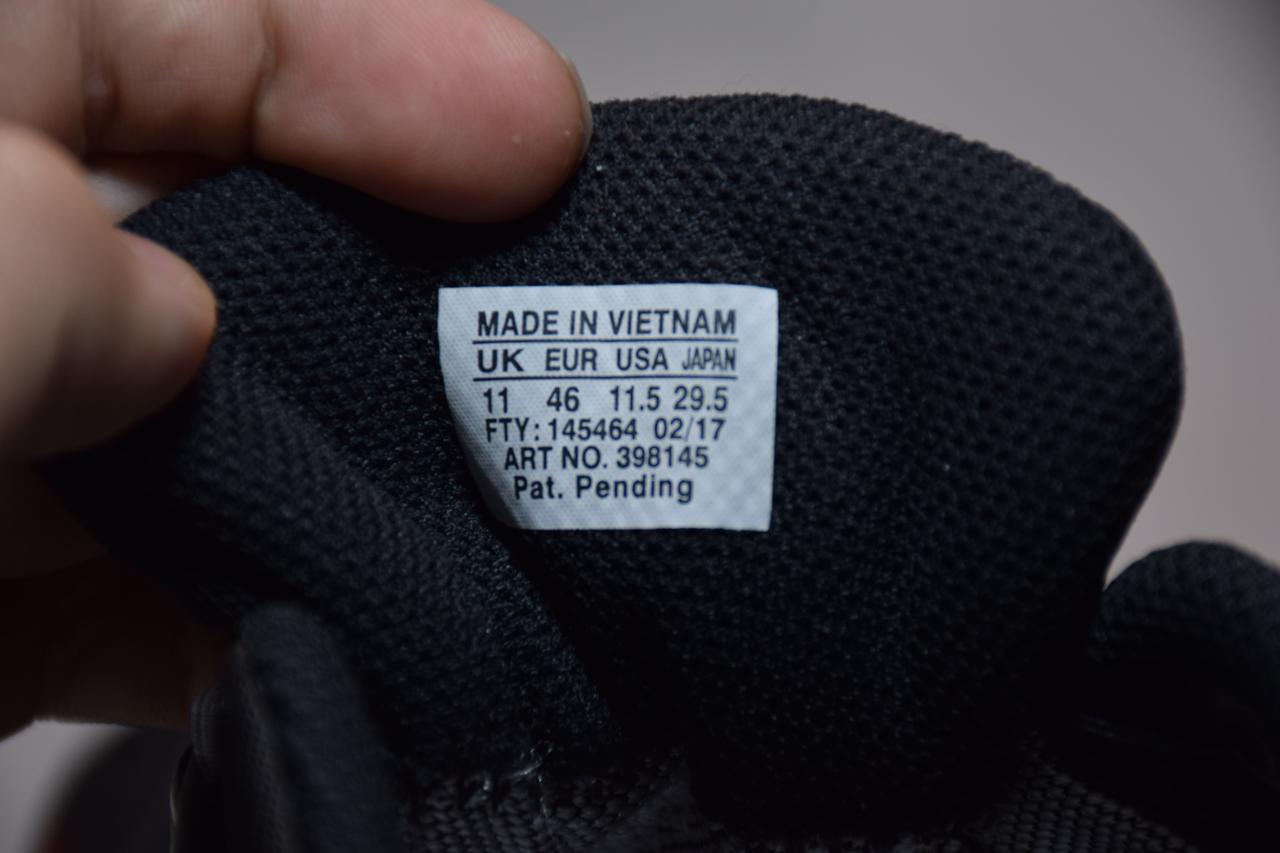 MADE IN VIETNAM
UK EUR USA JAPAN
11 46 11.5 29.5
FTY: 145464 02/17
ART NO. 398145
Pat. Pending